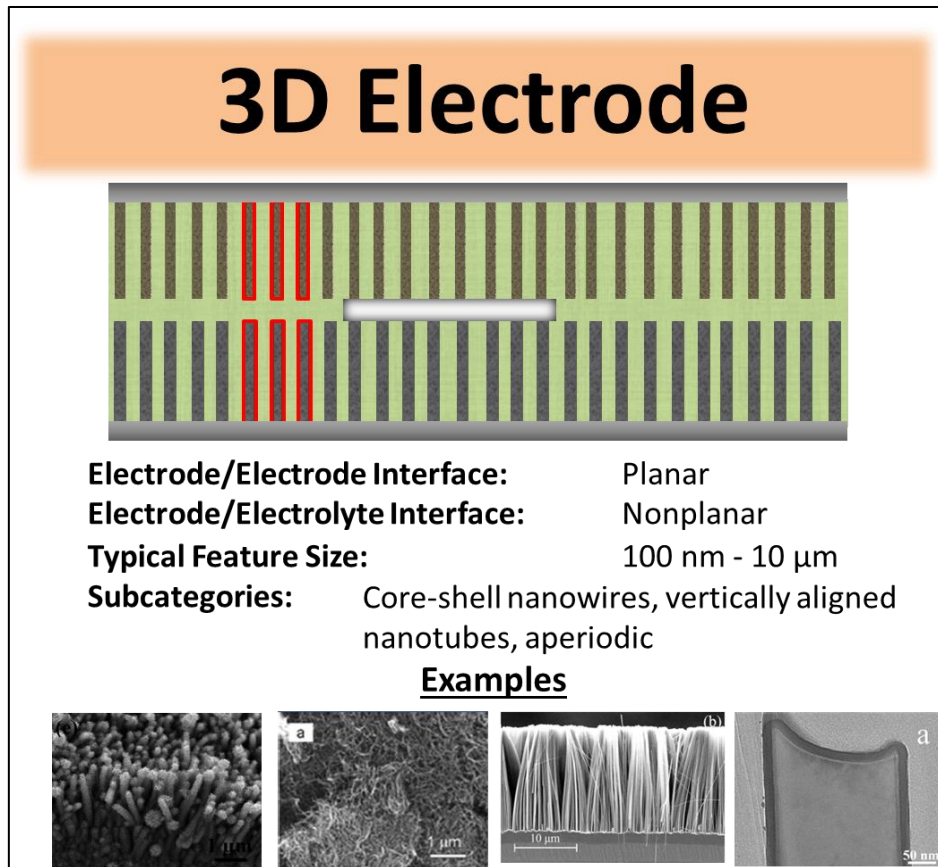 3D Electrode
Electrode/Electrode Interface: Planar
Electrode/Electrolyte Interface: Nonplanar
Typical Feature Size: 100 nm - 10 μm
Subcategories: Core-shell nanowires, vertically aligned
nanotubes, aperiodic
Examples
(c)
1 μm
a
1 μm
(b)
10 μm
a
50 nm